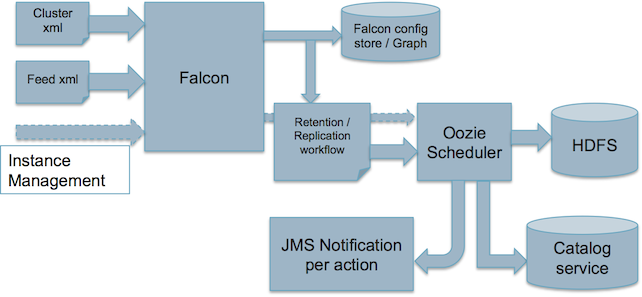 Cluster
xml
Feed xml
Instance
Management
Falcon
Falcon config
store / Graph
Retention /
Replication
workflow
Oozie
Scheduler
HDFS
JMS Notification
per action
Catalog
service